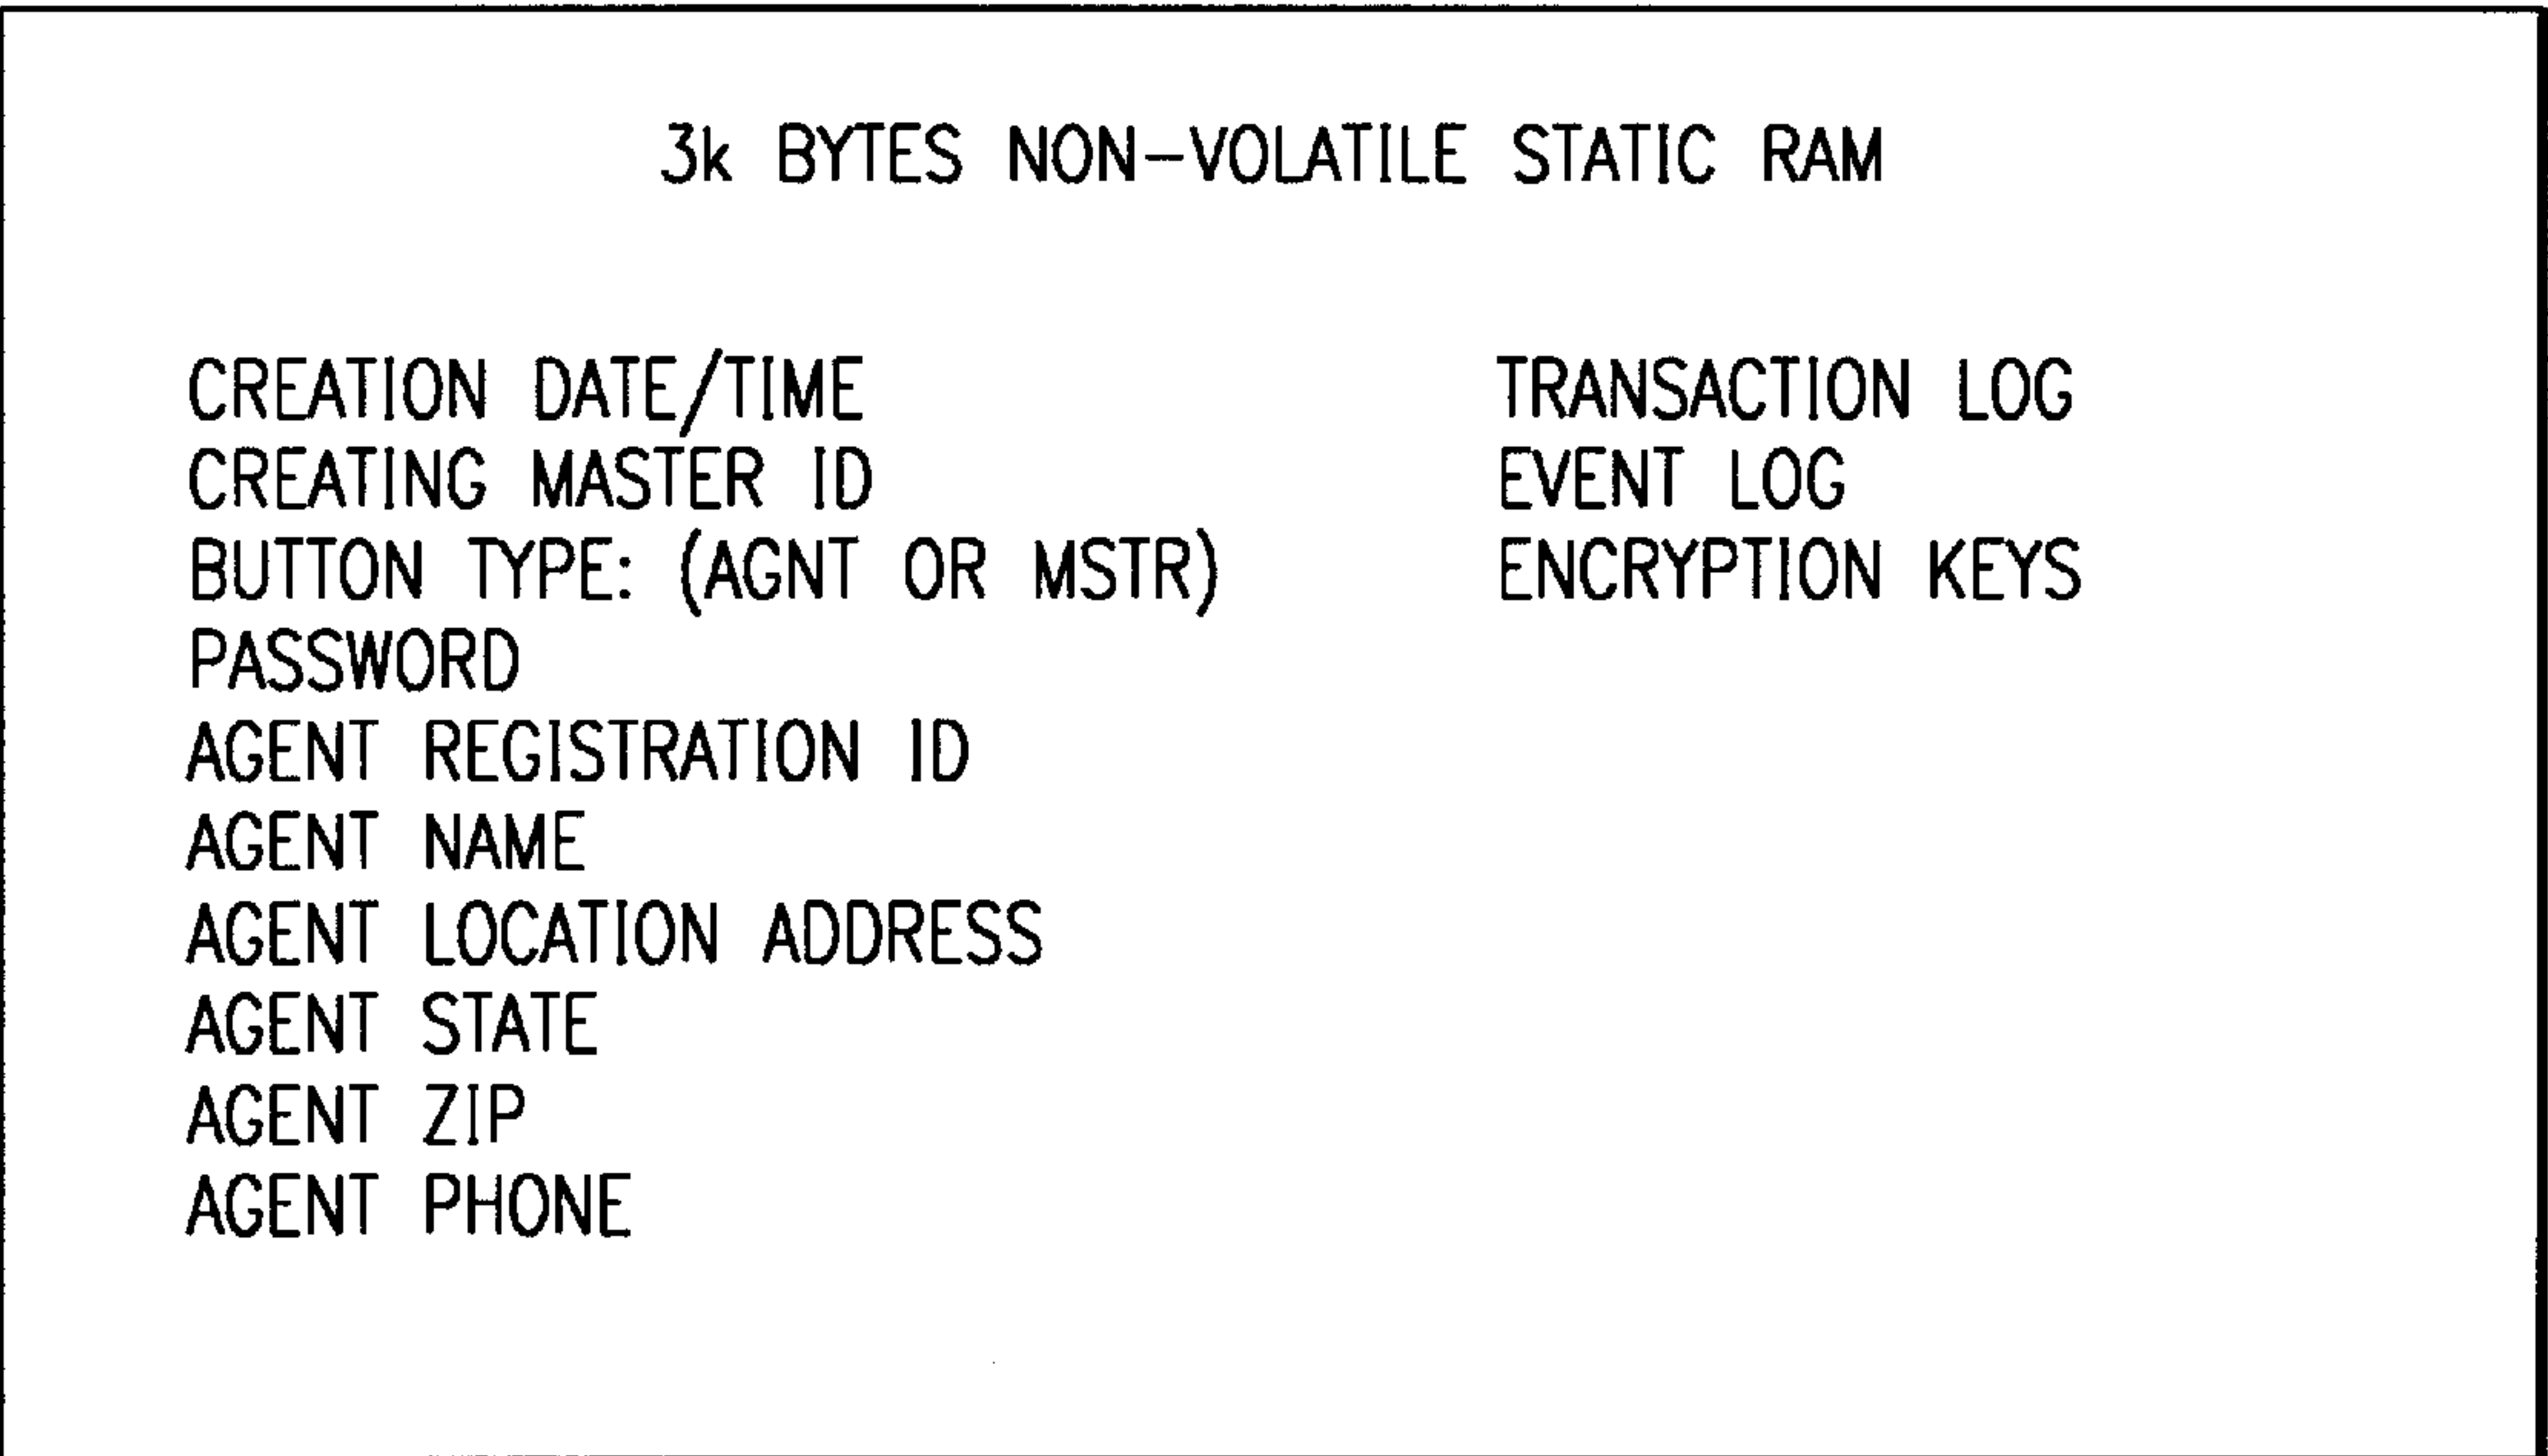 3k BYTES NON-VOLATILE STATIC RAM
CREATION DATE/TIME
CREATING MASTER ID
BUTTON TYPE: (AGNT OR MSTR)
PASSWORD
AGENT REGISTRATION ID
AGENT NAME
AGENT LOCATION ADDRESS
AGENT STATE
AGENT ZIP
AGENT PHONE
TRANSACTION LOG
EVENT LOG
ENCRYPTION KEYS